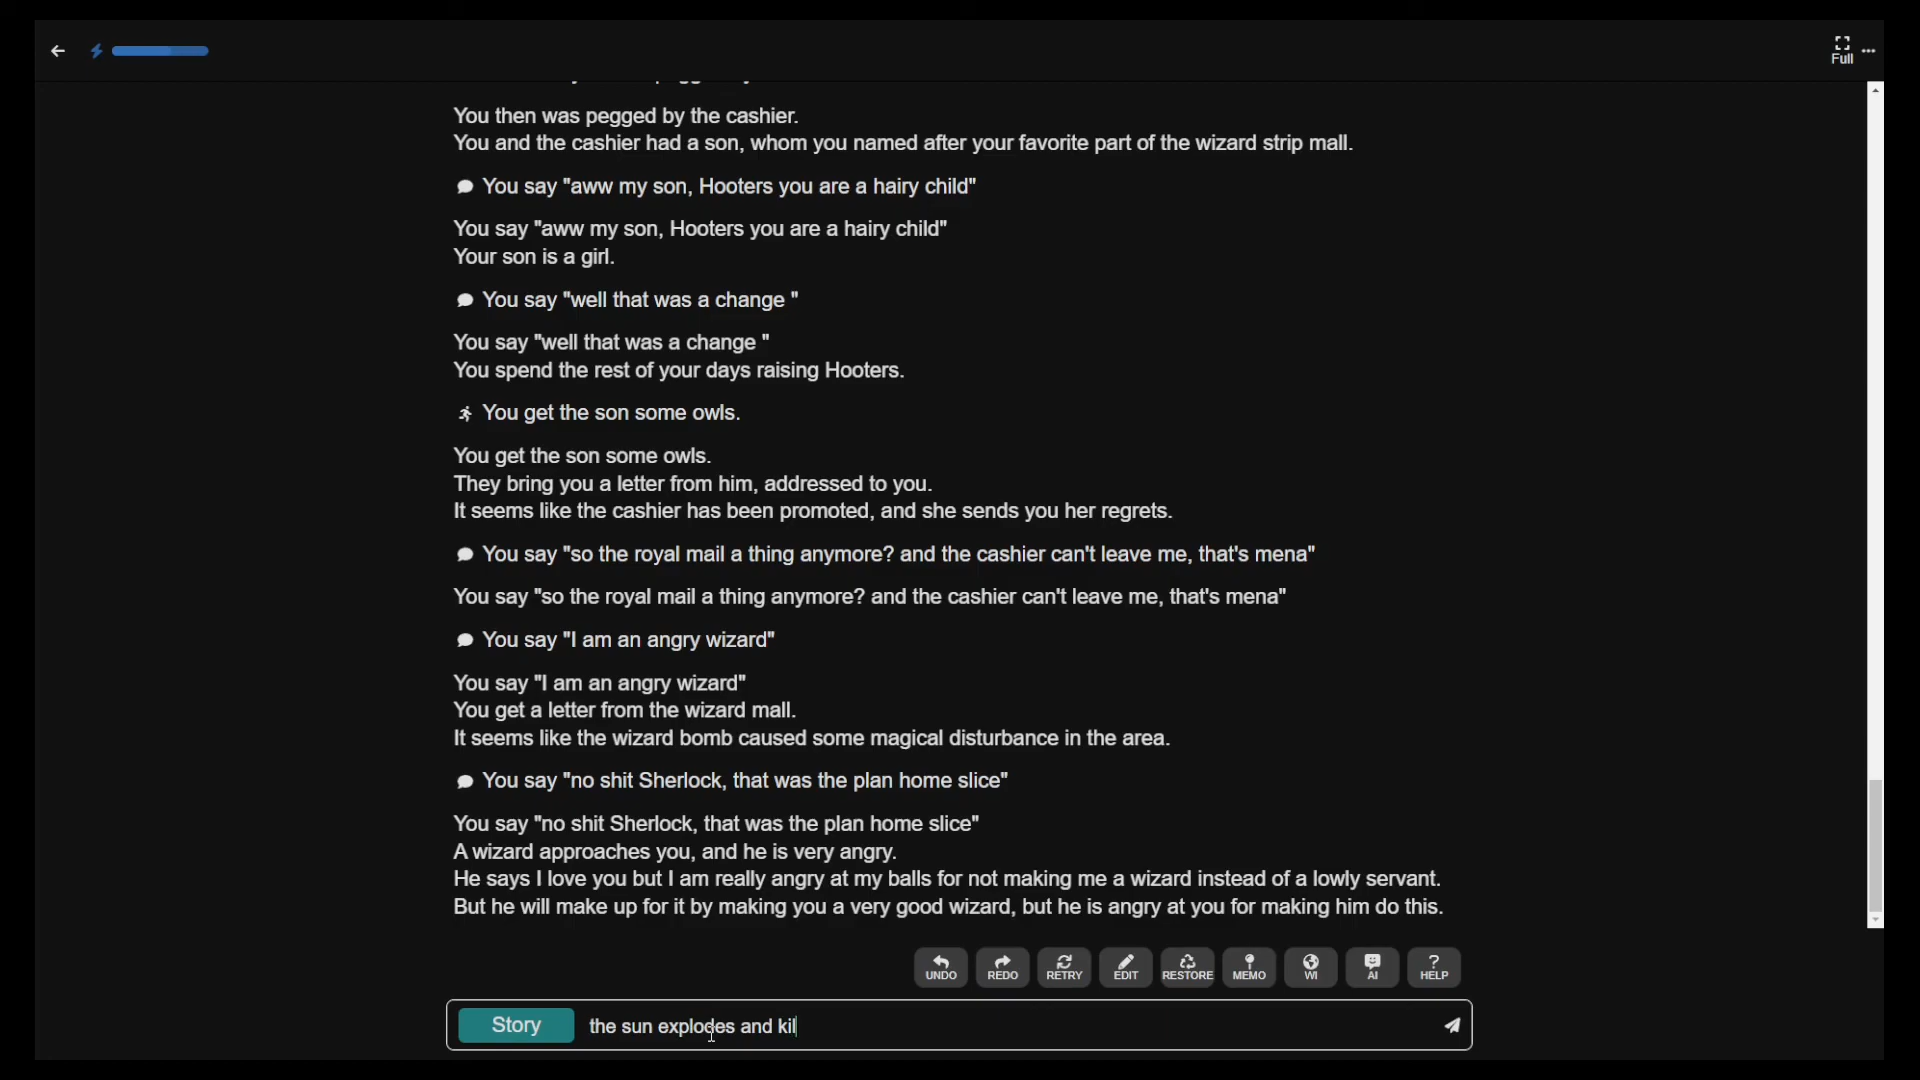 Full
You then was pegged by the cashier.
You and the cashier had a son, whom you named after your favorite part of the wizard strip mall.
You say "aww my son, Hooters you are a hairy child"
You say "aww my son, Hooters you are a hairy child"
Your son is a girl.
You say "well that was a change "
You say "well that was a change "
You spend the rest of your days raising Hooters.
You get the son some owls.
You get the son some owls.
They bring you a letter from him, addressed to you.
It seems like the cashier has been promoted, and she sends you her regrets.
You say "so the royal mail a thing anymore? and the cashier can't leave me, that's mena"
You say "so the royal mail a thing anymore? and the cashier can't leave me, that's mena"
You say "I am an angry wizard"
You say "I am an angry wizard"
You get a letter from the wizard mall.
It seems like the wizard bomb caused some magical disturbance in the area.
You say "no shit Sherlock, that was the plan home slice"
You say "no shit Sherlock, that was the plan home slice"
A wizard approaches you, and he is very angry.
He says I love you but I am really angry at my balls for not making me a wizard instead of a lowly servant.
But he will make up for it by making you a very good wizard, but he is angry at you for making him do this.
UNDO REDO RETRY EDIT RESTORE MEMO WI AI HELP
Story the sun explodes and kil